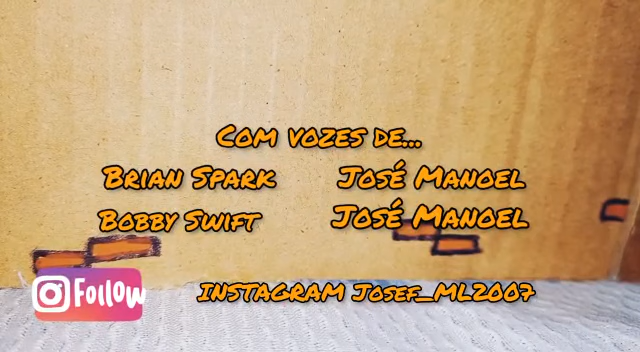 Com vozes de...
Brian Spark José Manoel
Bobby Swift José Manoel
Follow INSTAGRAM Josef_ML2007